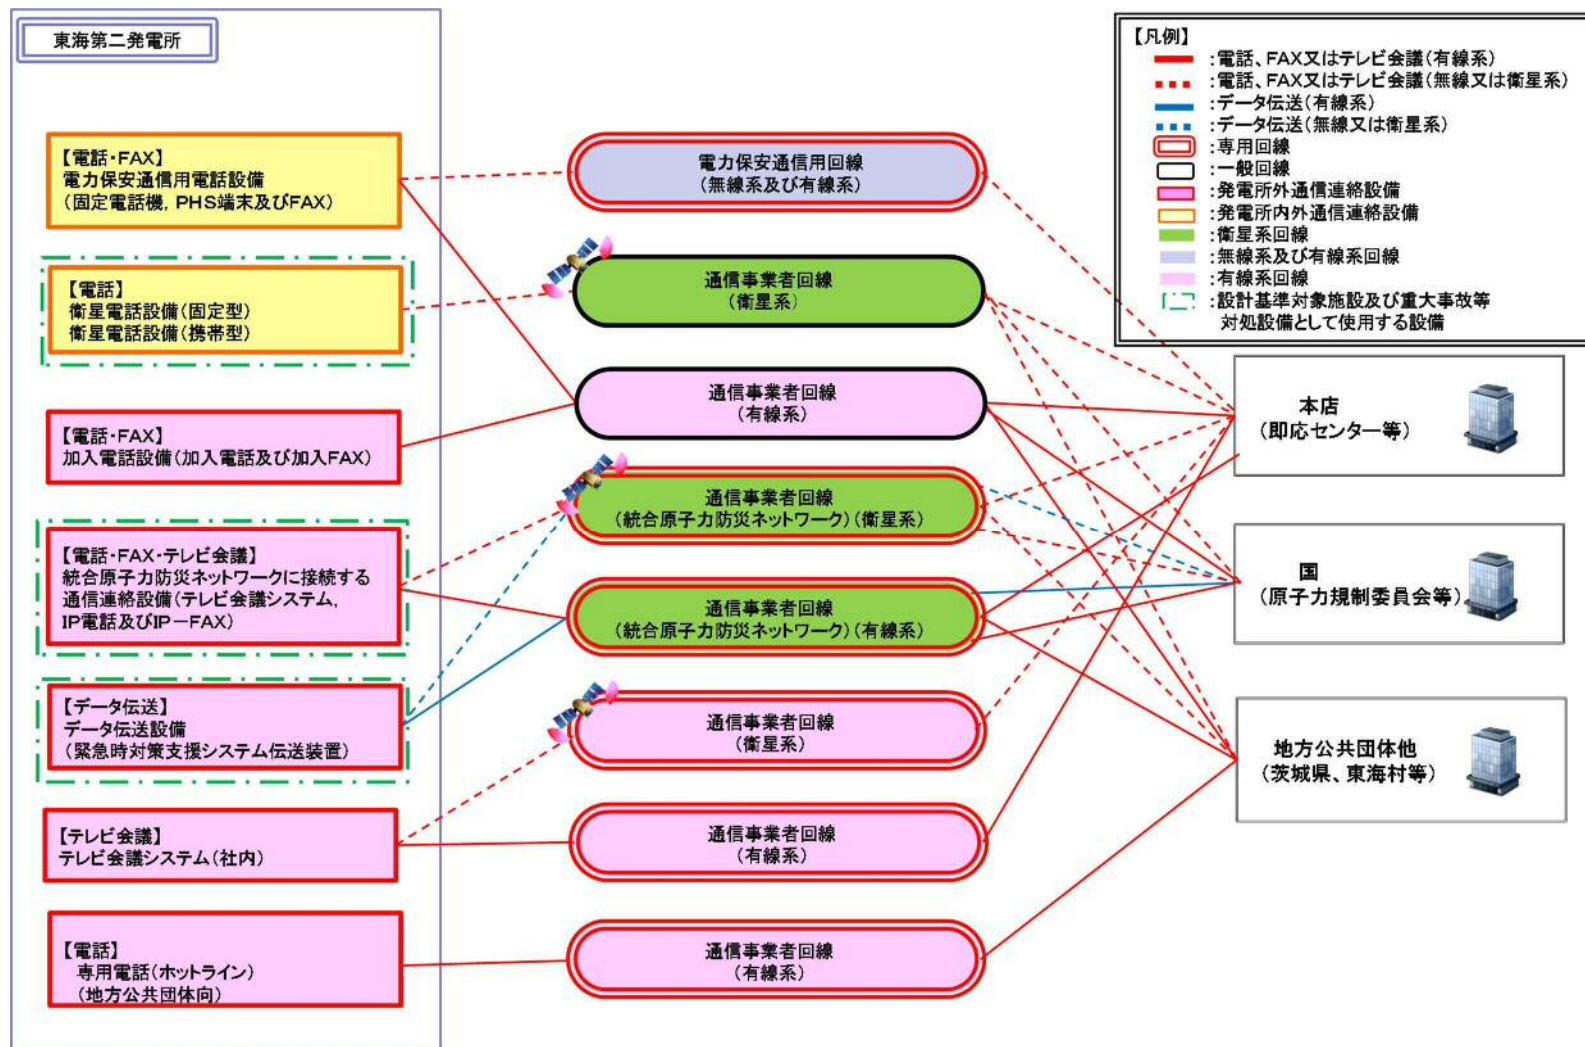 東海第二発電所
【電話・FAX】
電力保安通信用電話設備
(固定電話機，PHS端末及びFAX)
【電話】
衛星電話設備(固定型)
衛星電話設備(携帯型)
【電話・FAX】
加入電話設備(加入電話及び加入FAX)
【電話・FAX・テレビ会議】
統合原子力防災ネットワークに接続する
通信連絡設備(テレビ会議システム，
IP電話及びIP－FAX)
【データ伝送】
データ伝送設備
(緊急時対策支援システム伝送装置)
【テレビ会議】
テレビ会議システム(社内)
【電話】
専用電話(ホットライン)
(地方公共団体向)
電力保安通信用回線
(無線系及び有線系)
通信事業者回線
(衛星系)
通信事業者回線
(有線系)
通信事業者回線
(統合原子力防災ネットワーク)(衛星系)
通信事業者回線
(統合原子力防災ネットワーク)(有線系)
通信事業者回線
(衛星系)
通信事業者回線
(有線系)
通信事業者回線
(有線系)
【凡例】
:電話、FAX又はテレビ会議(有線系)
:電話、FAX又はテレビ会議(無線又は衛星系)
:データ伝送(有線系)
:データ伝送(無線又は衛星系)
:専用回線
:一般回線
:発電所外通信連絡設備
:発電所内外通信連絡設備
:衛星系回線
:無線系及び有線系回線
:有線系回線
:設計基準対象施設及び重大事故等
対処設備として使用する設備
本店
(即応センター等)
国
(原子力規制委員会等)
地方公共団体他
(茨城県、東海村等)